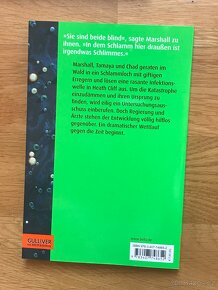 »Sie sind beide blind«, sagte Marshall zu
ihnen. »In dem Schlamm hier draußen ist
irgendwas Schlimmes.«
Marshall, Tamaya und Chad geraten im
Wald in ein Schlammloch mit giftigen
Erregern und lösen eine rasante Infektions-
welle in Heath Cliff aus. Um die Katastrophe
einzudämmen und ihren Ursprung zu
finden, wird eilig ein Untersuchungsaus-
schuss einberufen. Doch Regierung und
Ärzte stehen der Entwicklung völlig hilflos
gegenüber. Ein dramatischer Wettlauf
gegen die Zeit beginnt.
GULLIVER